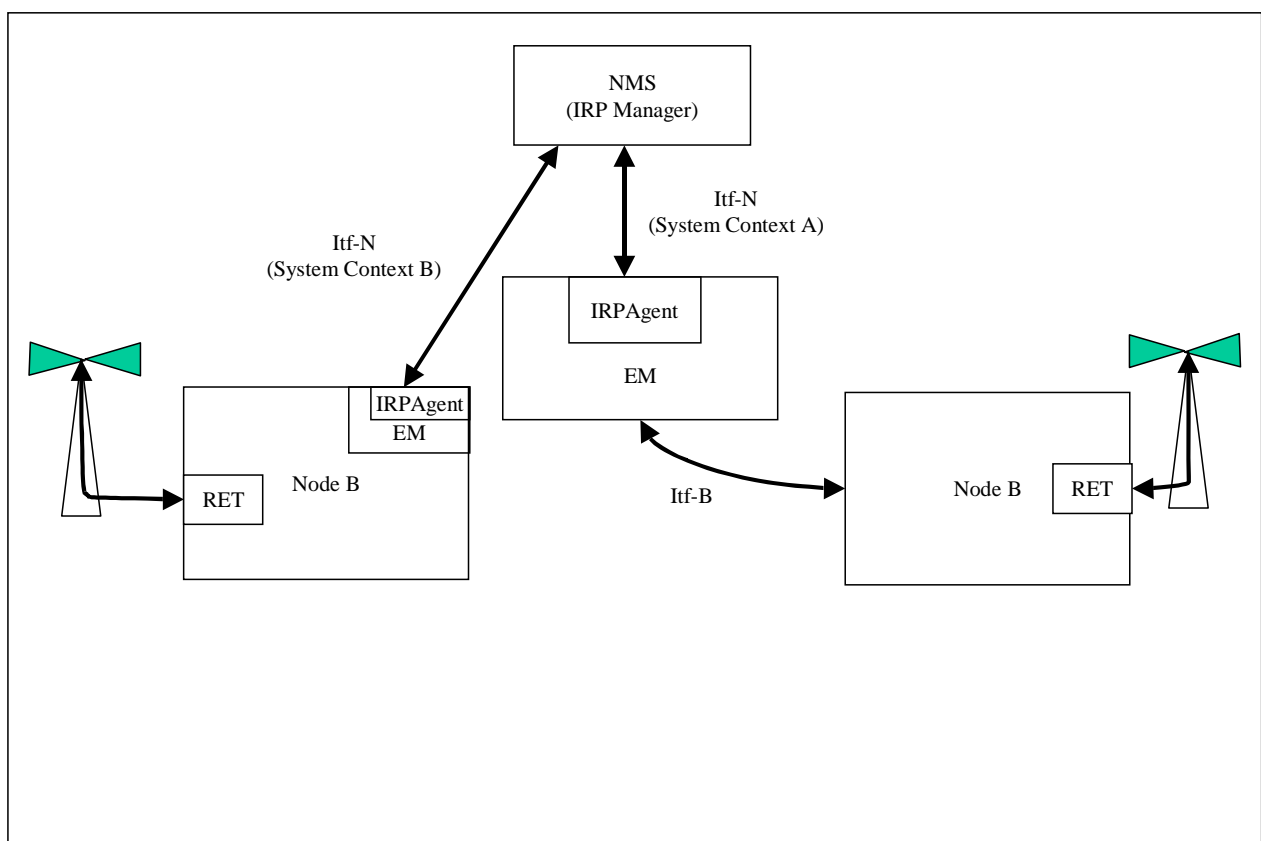 NMS
(IRP Manager)
Itf-N
(System Context A)
Itf-N
(System Context B)
IRPAgent
EM
IRPAgent
EM
Node B
RET
Itf-B
Node B
RET